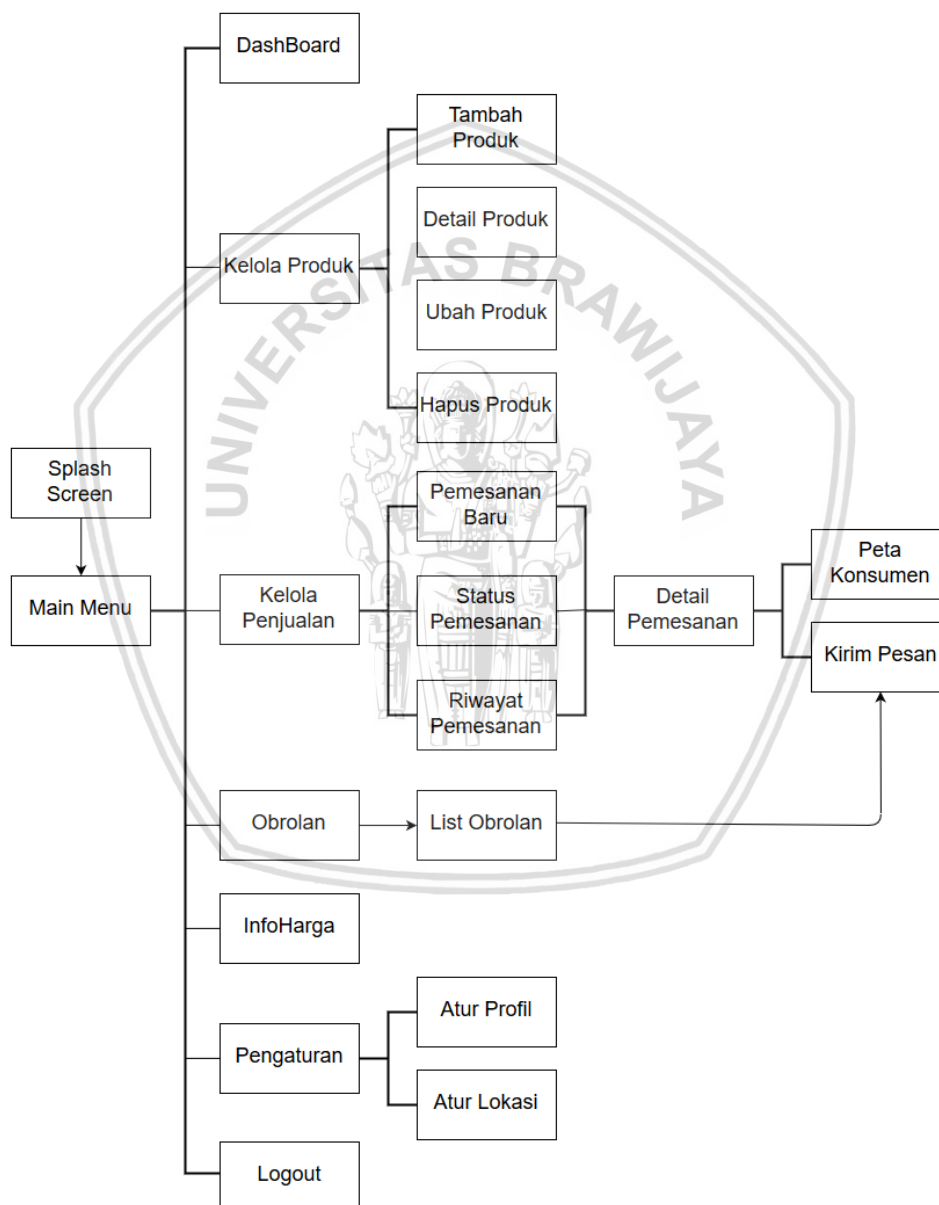 DashBoard
Tambah
Produk
Detail Produk
Kelola Produk
Ubah Produk
Hapus Produk
UNIVERSITAS BRAWIJAYA
Splash
Screen
Main Menu
Pemesanan
Baru
Kelola
Penjualan
Status
Pemesanan
Riwayat
Pemesanan
Detail
Pemesanan
Peta
Konsumen
Kirim Pesan
Obrolan
List Obrolan
InfoHarga
Pengaturan
Atur Profil
Atur Lokasi
Logout